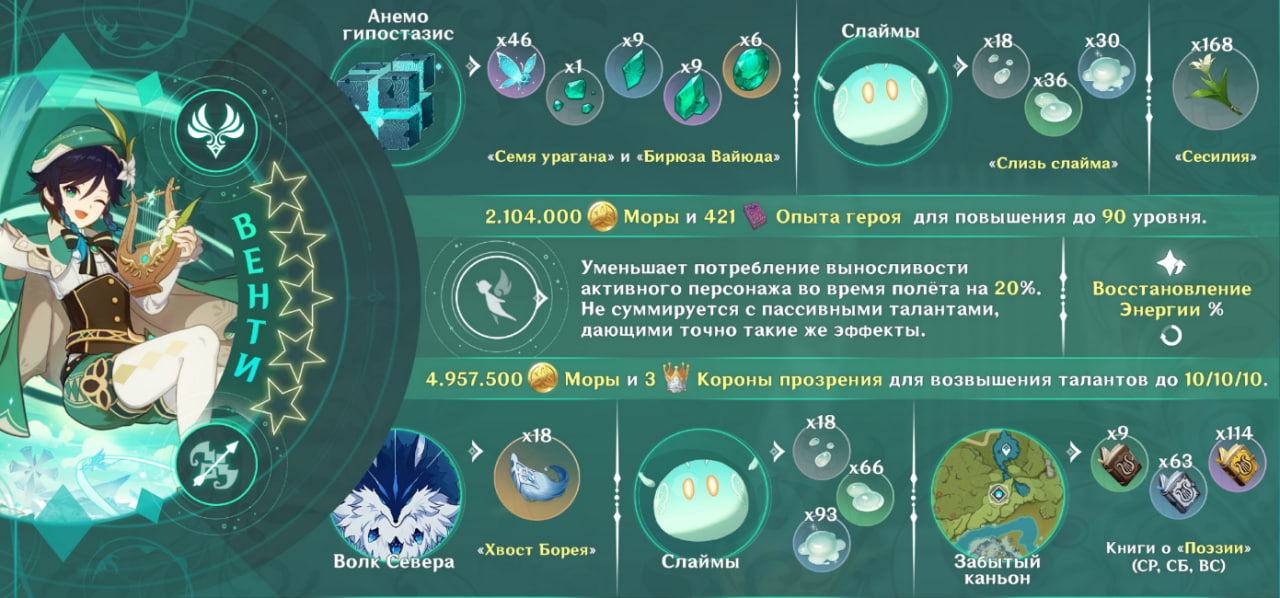 ВЕНТИ
Анемо
гипостазис
x46
x1
x9
x9
x6
«Семя урагана» и «Бирюза Вайюда»
Слаймы
x18
x36
x30
«Слизь слайма»
x168
«Сесилия»
2.104.000 Моры и 421 Опыта героя для повышения до 90 уровня.
Уменьшает потребление выносливости
активного персонажа во время полёта на 20%.
Не суммируется с пассивными талантами,
дающими точно такие же эффекты.
Восстановление
Энергии %
4.957.500 Моры и 3 Короны прозрения для возвышения талантов до 10/10/10.
Волк Севера
x18
«Хвост Борея»
Слаймы
x18
x66
x93
Забытый
каньон
x9
x63
x114
Книги о «Поэзии»
(СР, СБ, ВС)